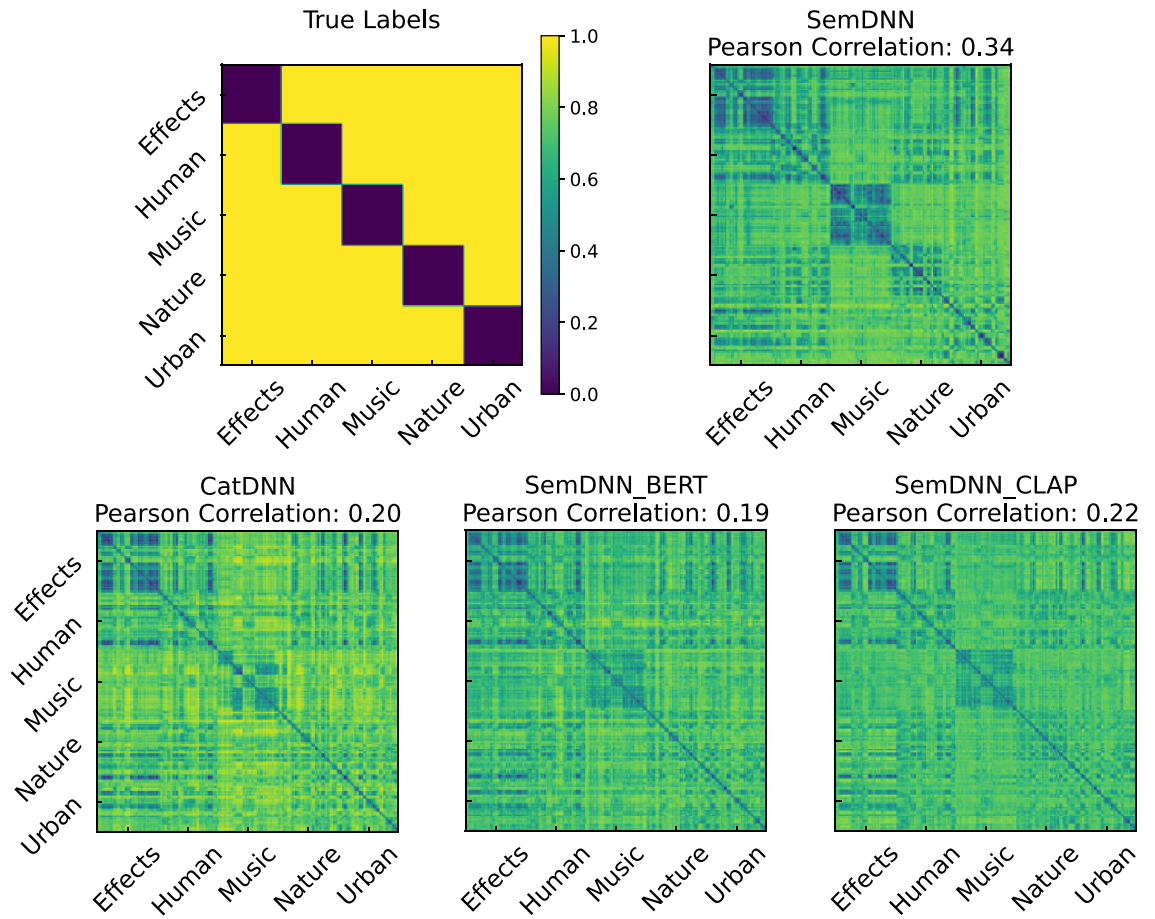 True Labels
Effects
Human
Music
Nature
Urban
Effects
Human
Music
Nature
Urban
1.0
0.8
0.6
0.4
0.2
0.0
SemDNN
Pearson Correlation: 0.34
Effects
Human
Music
Nature
Urban
CatDNN
Pearson Correlation: 0.20
Effects
Human
Music
Nature
Urban
Effects
Human
Music
Nature
Urban
SemDNN_BERT
Pearson Correlation: 0.19
Effects
Human
Music
Nature
Urban
SemDNN_CLAP
Pearson Correlation: 0.22
Effects
Human
Music
Nature
Urban